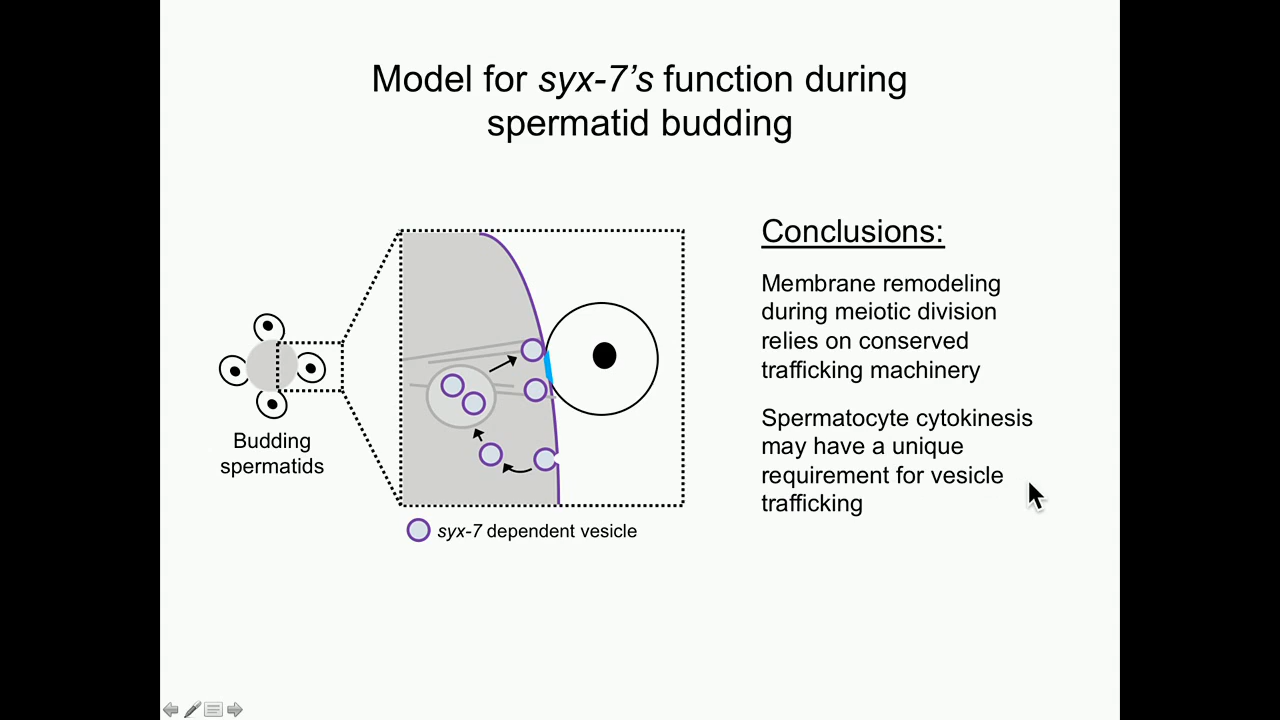 Model for syx-7's function during
spermatid budding
Budding
spermatids
syx-7 dependent vesicle
Conclusions:
Membrane remodeling
during meiotic division
relies on conserved
trafficking machinery
Spermatocyte cytokinesis
may have a unique
requirement for vesicle
trafficking